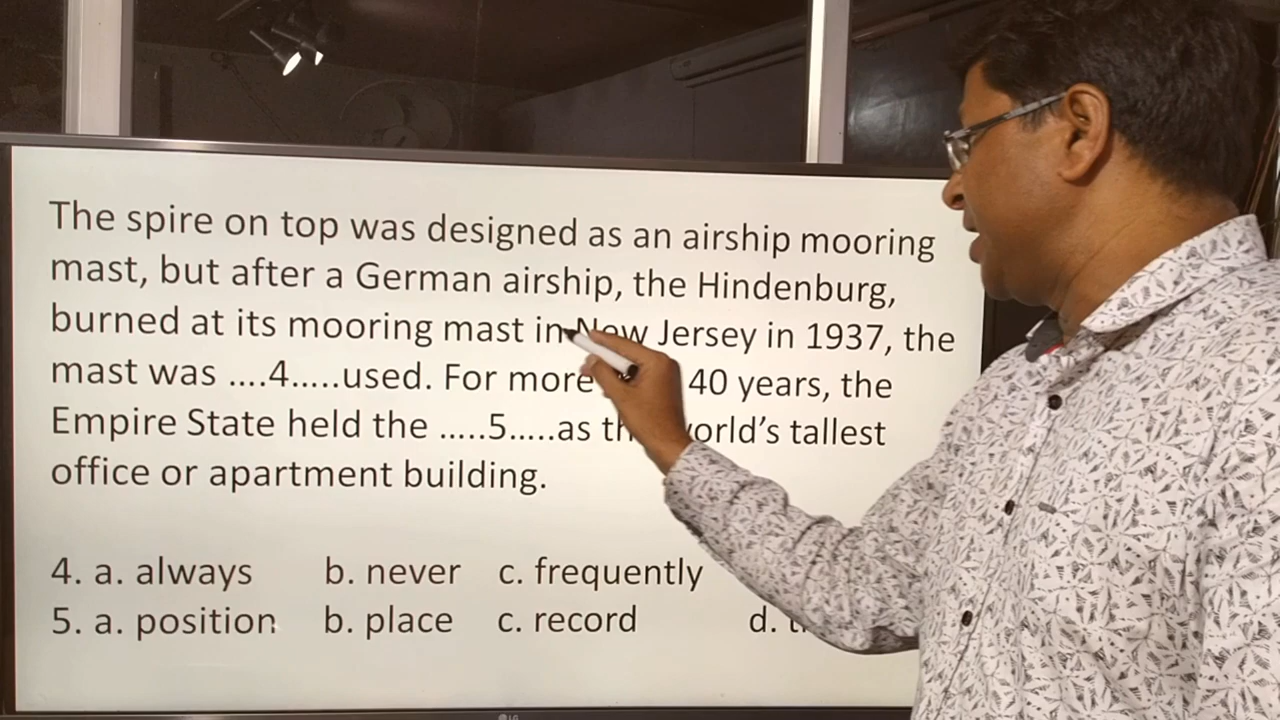 The spire on top was designed as an airship mooring
mast, but after a German airship, the Hindenburg,
burned at its mooring mast in New Jersey in 1937, the
mast was ....4.....used. For more 40 years, the
Empire State held the .....5.....as the world's tallest
office or apartment building.
4. a. always b. never c. frequently
5. a. position b. place c. record d.
LG